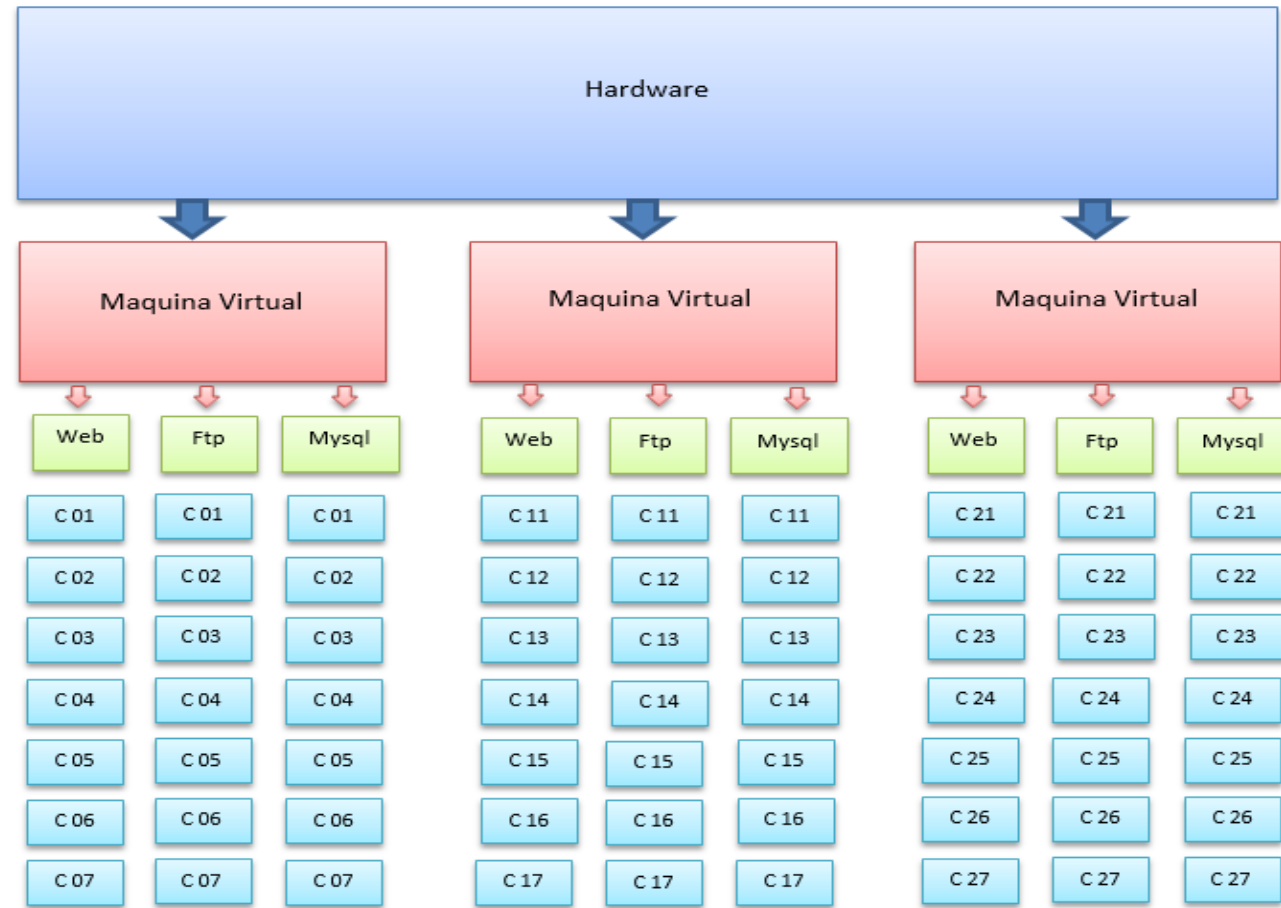 Hardware
Maquina Virtual Maquina Virtual Maquina Virtual
Web Ftp Mysql Web Ftp Mysql Web Ftp Mysql
C 01 C 01 C 01 C 11 C 11 C 11 C 21 C 21 C 21
C 02 C 02 C 02 C 12 C 12 C 12 C 22 C 22 C 22
C 03 C 03 C 03 C 13 C 13 C 13 C 23 C 23 C 23
C 04 C 04 C 04 C 14 C 14 C 14 C 24 C 24 C 24
C 05 C 05 C 05 C 15 C 15 C 15 C 25 C 25 C 25
C 06 C 06 C 06 C 16 C 16 C 16 C 26 C 26 C 26
C 07 C 07 C 07 C 17 C 17 C 17 C 27 C 27 C 27